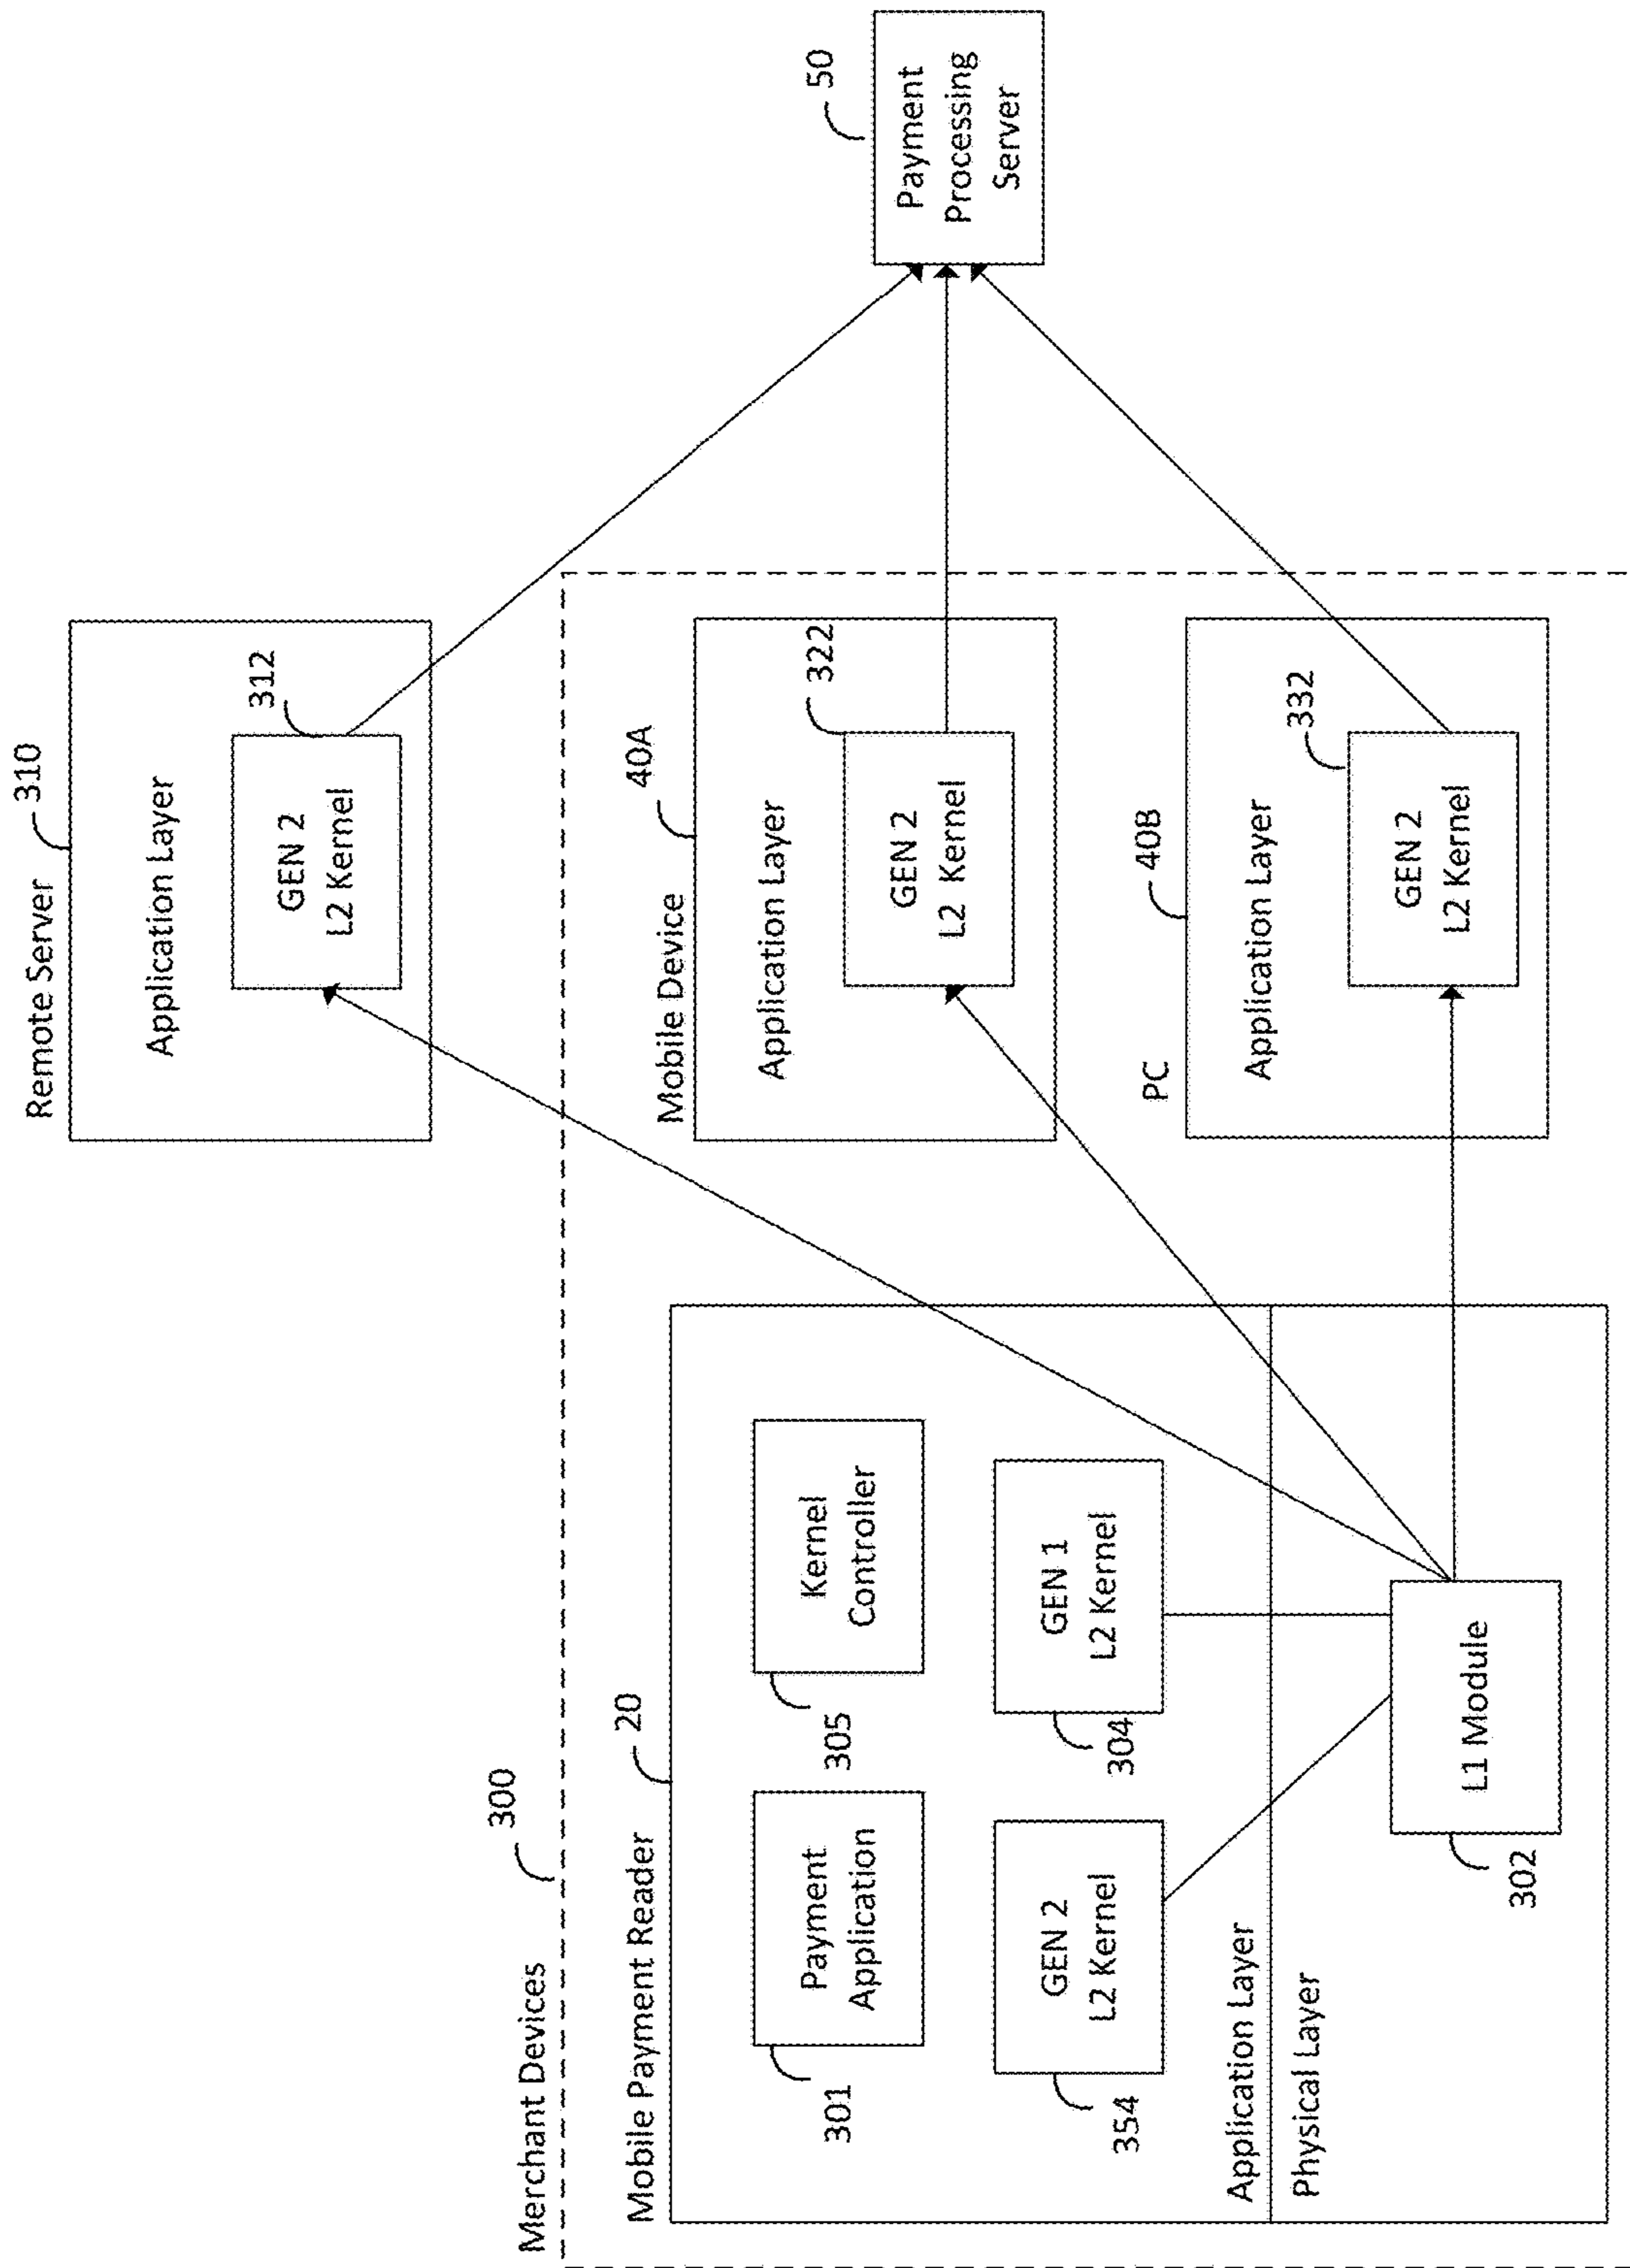 Merchant Devices
300
Mobile Payment Reader
20
Payment
Application
301
Kernel
Controller
305
GEN 2
L2 Kernel
354
GEN 1
L2 Kernel
304
Application Layer
Physical Layer
L1 Module
302
Remote Server
310
Application Layer
GEN 2
L2 Kernel
312
Mobile Device
40A
Application Layer
GEN 2
L2 Kernel
322
PC
40B
Application Layer
GEN 2
L2 Kernel
332
Payment
Processing
Server
50